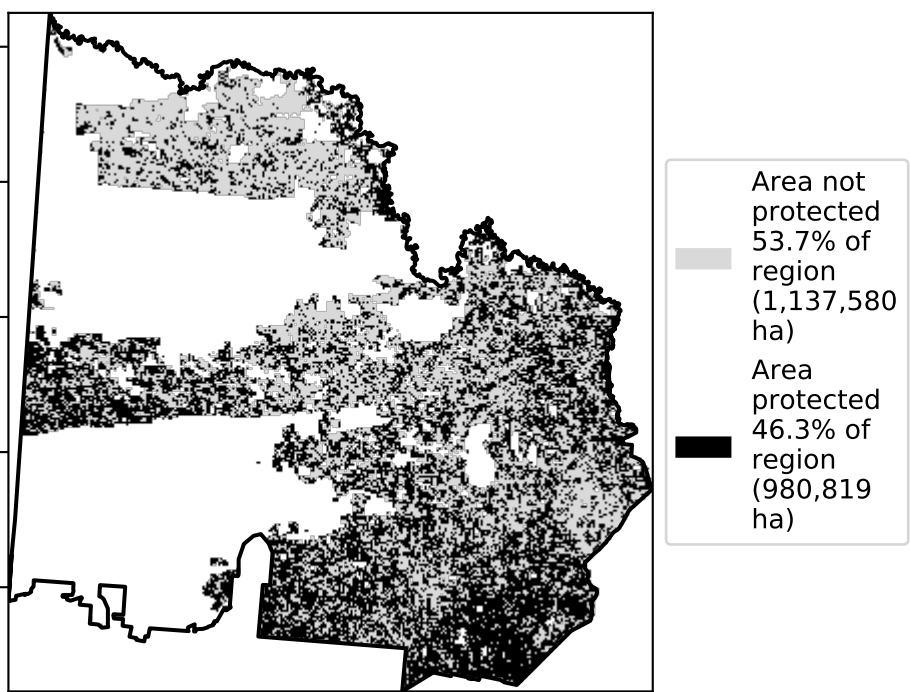 Area not
protected
53.7% of
region
(1,137,580
ha)
Area
protected
46.3% of
region
(980,819
ha)